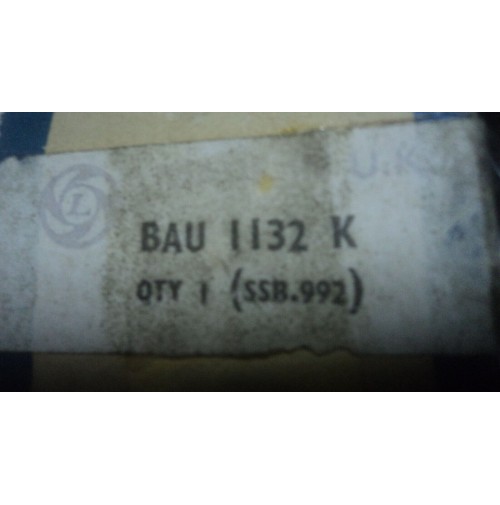 U.K.
L
BAU 1132 K
QTY 1 (SSB.992)